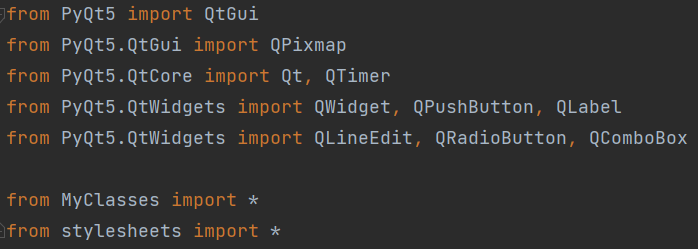 from PyQt5 import QtGui
from PyQt5.QtGui import QPixmap
from PyQt5.QtCore import Qt, QTimer
from PyQt5.QtWidgets import QWidget, QPushButton, QLabel
from PyQt5.QtWidgets import QLineEdit, QRadioButton, QComboBox
from MyClasses import *
from stylesheets import *